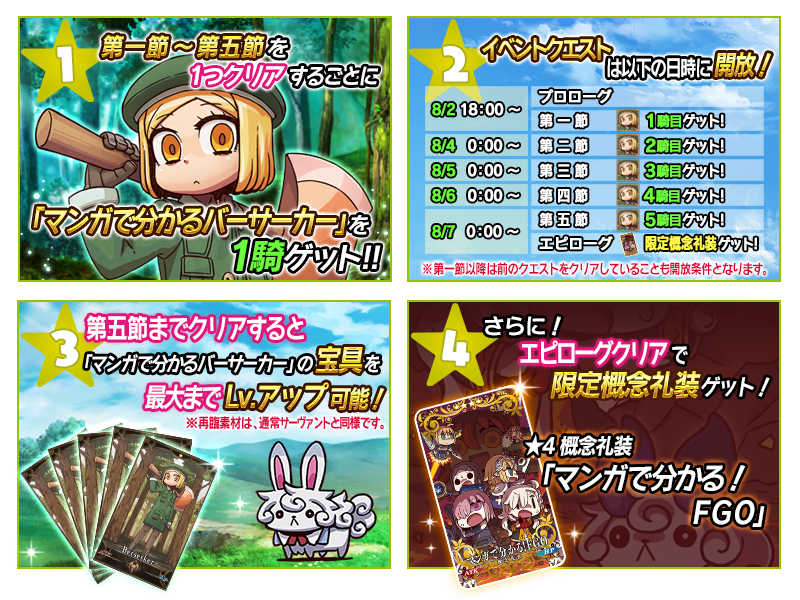 1
第一節～第五節を
1つクリアするごとに
「マンガで分かるバーサーカー」を
1騎ゲット!!
2
イベントクエスト
は以下の日時に開放！
8/2 18:00～
プロローグ
第一節 1騎目ゲット!
8/4 0:00～ 第二節 2騎目ゲット!
8/5 0:00～ 第三節 3騎目ゲット!
8/6 0:00～ 第四節 4騎目ゲット!
8/7 0:00～
第五節 5騎目ゲット!
エピローグ 限定概念礼装ゲット!
※第一節以降は前のクエストをクリアしていることも開放条件となります。
3
第五節までクリアすると
「マンガで分かるバーサーカー」の宝具を
最大までLv.アップ可能！
※再臨素材は、通常サーヴァントと同様です。
Berserker
4
さらに！
エピローグクリアで
限定概念礼装ゲット！
★4 概念礼装
「マンガで分かる！
FGO」
マンガで分かる！FGO
ATK
HP